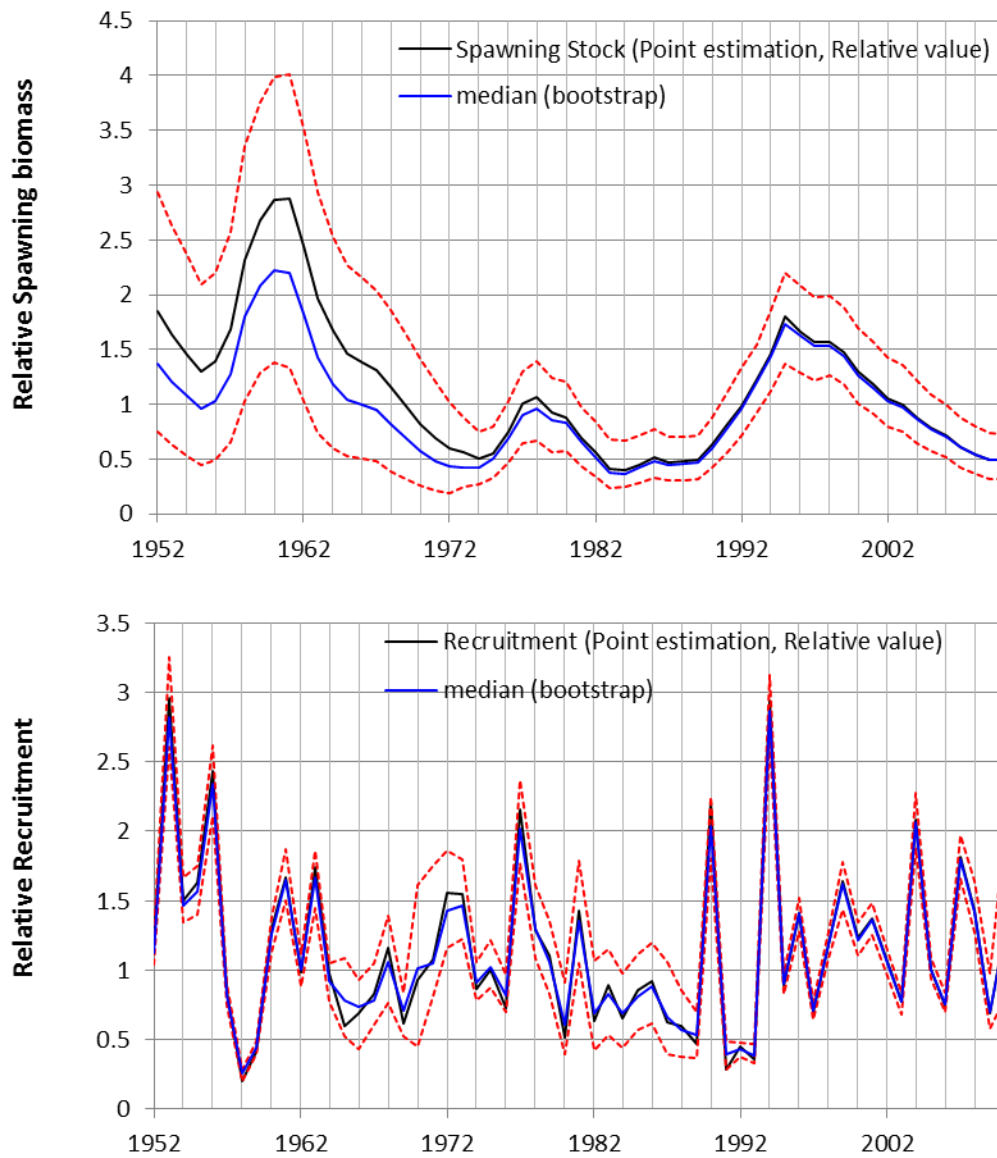 4.5
Spawning Stock (Point estimation, Relative value)
4
median (bootstrap)
3.5
3
2.5
2
1.5
1
0.5
0
1952 1962 1972 1982 1992 2002
Relative Spawning biomass
3.5
Recruitment (Point estimation, Relative value)
3
median (bootstrap)
2.5
2
1.5
1
0.5
0
1952 1962 1972 1982 1992 2002
Relative Recruitment